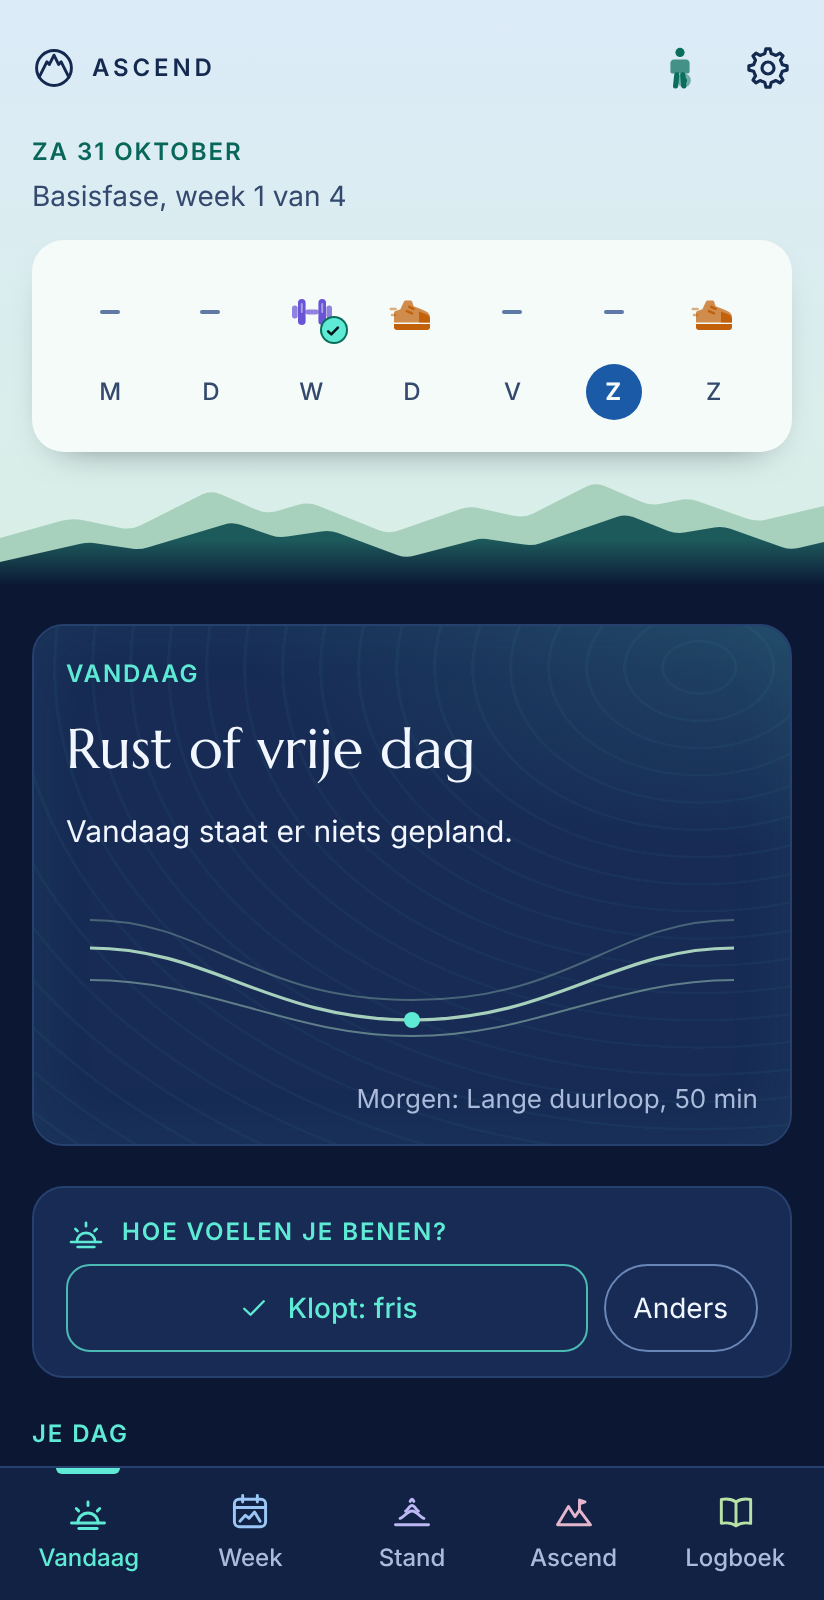 ASCEND
ZA 31 OKTOBER
Basisfase, week 1 van 4
M D W D V Z Z
VANDAAG
Rust of vrije dag
Vandaag staat er niets gepland.
Morgen: Lange duurloop, 50 min
HOE VOELEN JE BENEN?
Klopt: fris Anders
JE DAG
Vandaag Week Stand Ascend Logboek